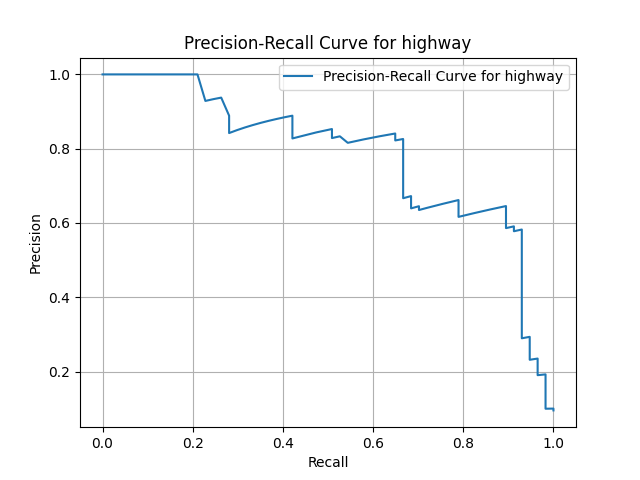 Precision-Recall Curve for highway
Precision-Recall Curve for highway
1.0
0.8
0.6
0.4
0.2
Precision
0.0 0.2 0.4 0.6 0.8 1.0
Recall